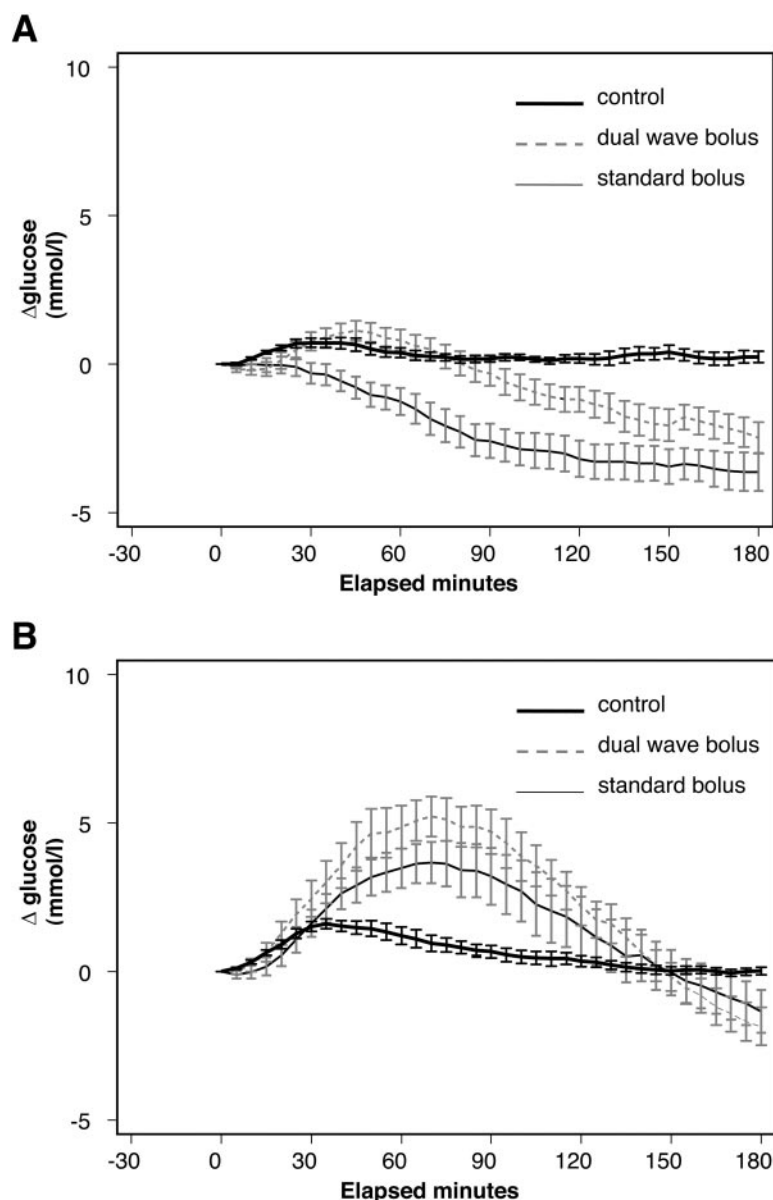 A
10
5
0
-5
Δglucose
(mmol/l)
control
dual wave bolus
standard bolus
-30 0 30 60 90 120 150 180
Elapsed minutes
B
10
5
0
-5
Δ glucose
(mmol/l)
control
dual wave bolus
standard bolus
-30 0 30 60 90 120 150 180
Elapsed minutes